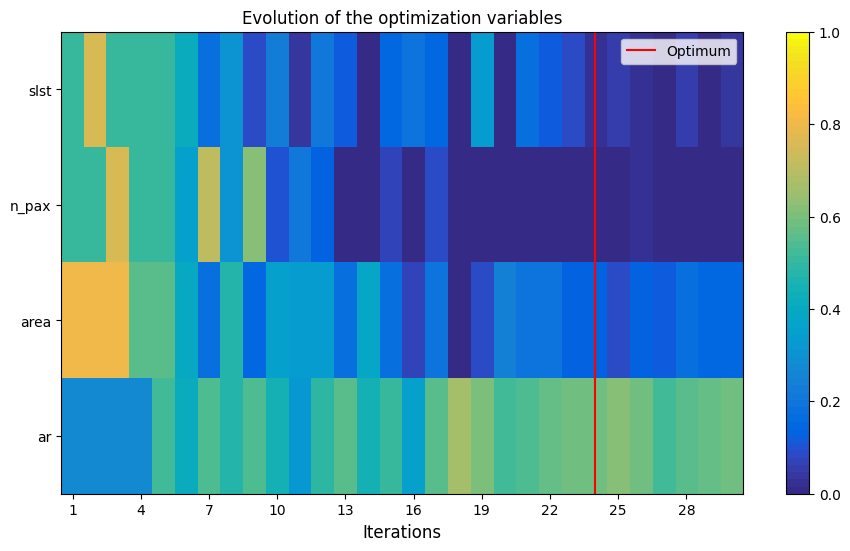 Evolution of the optimization variables
Optimum
slst
n_pax
area
ar
1 4 7 10 13 16 19 22 25 28
Iterations
1.0
0.8
0.6
0.4
0.2
0.0